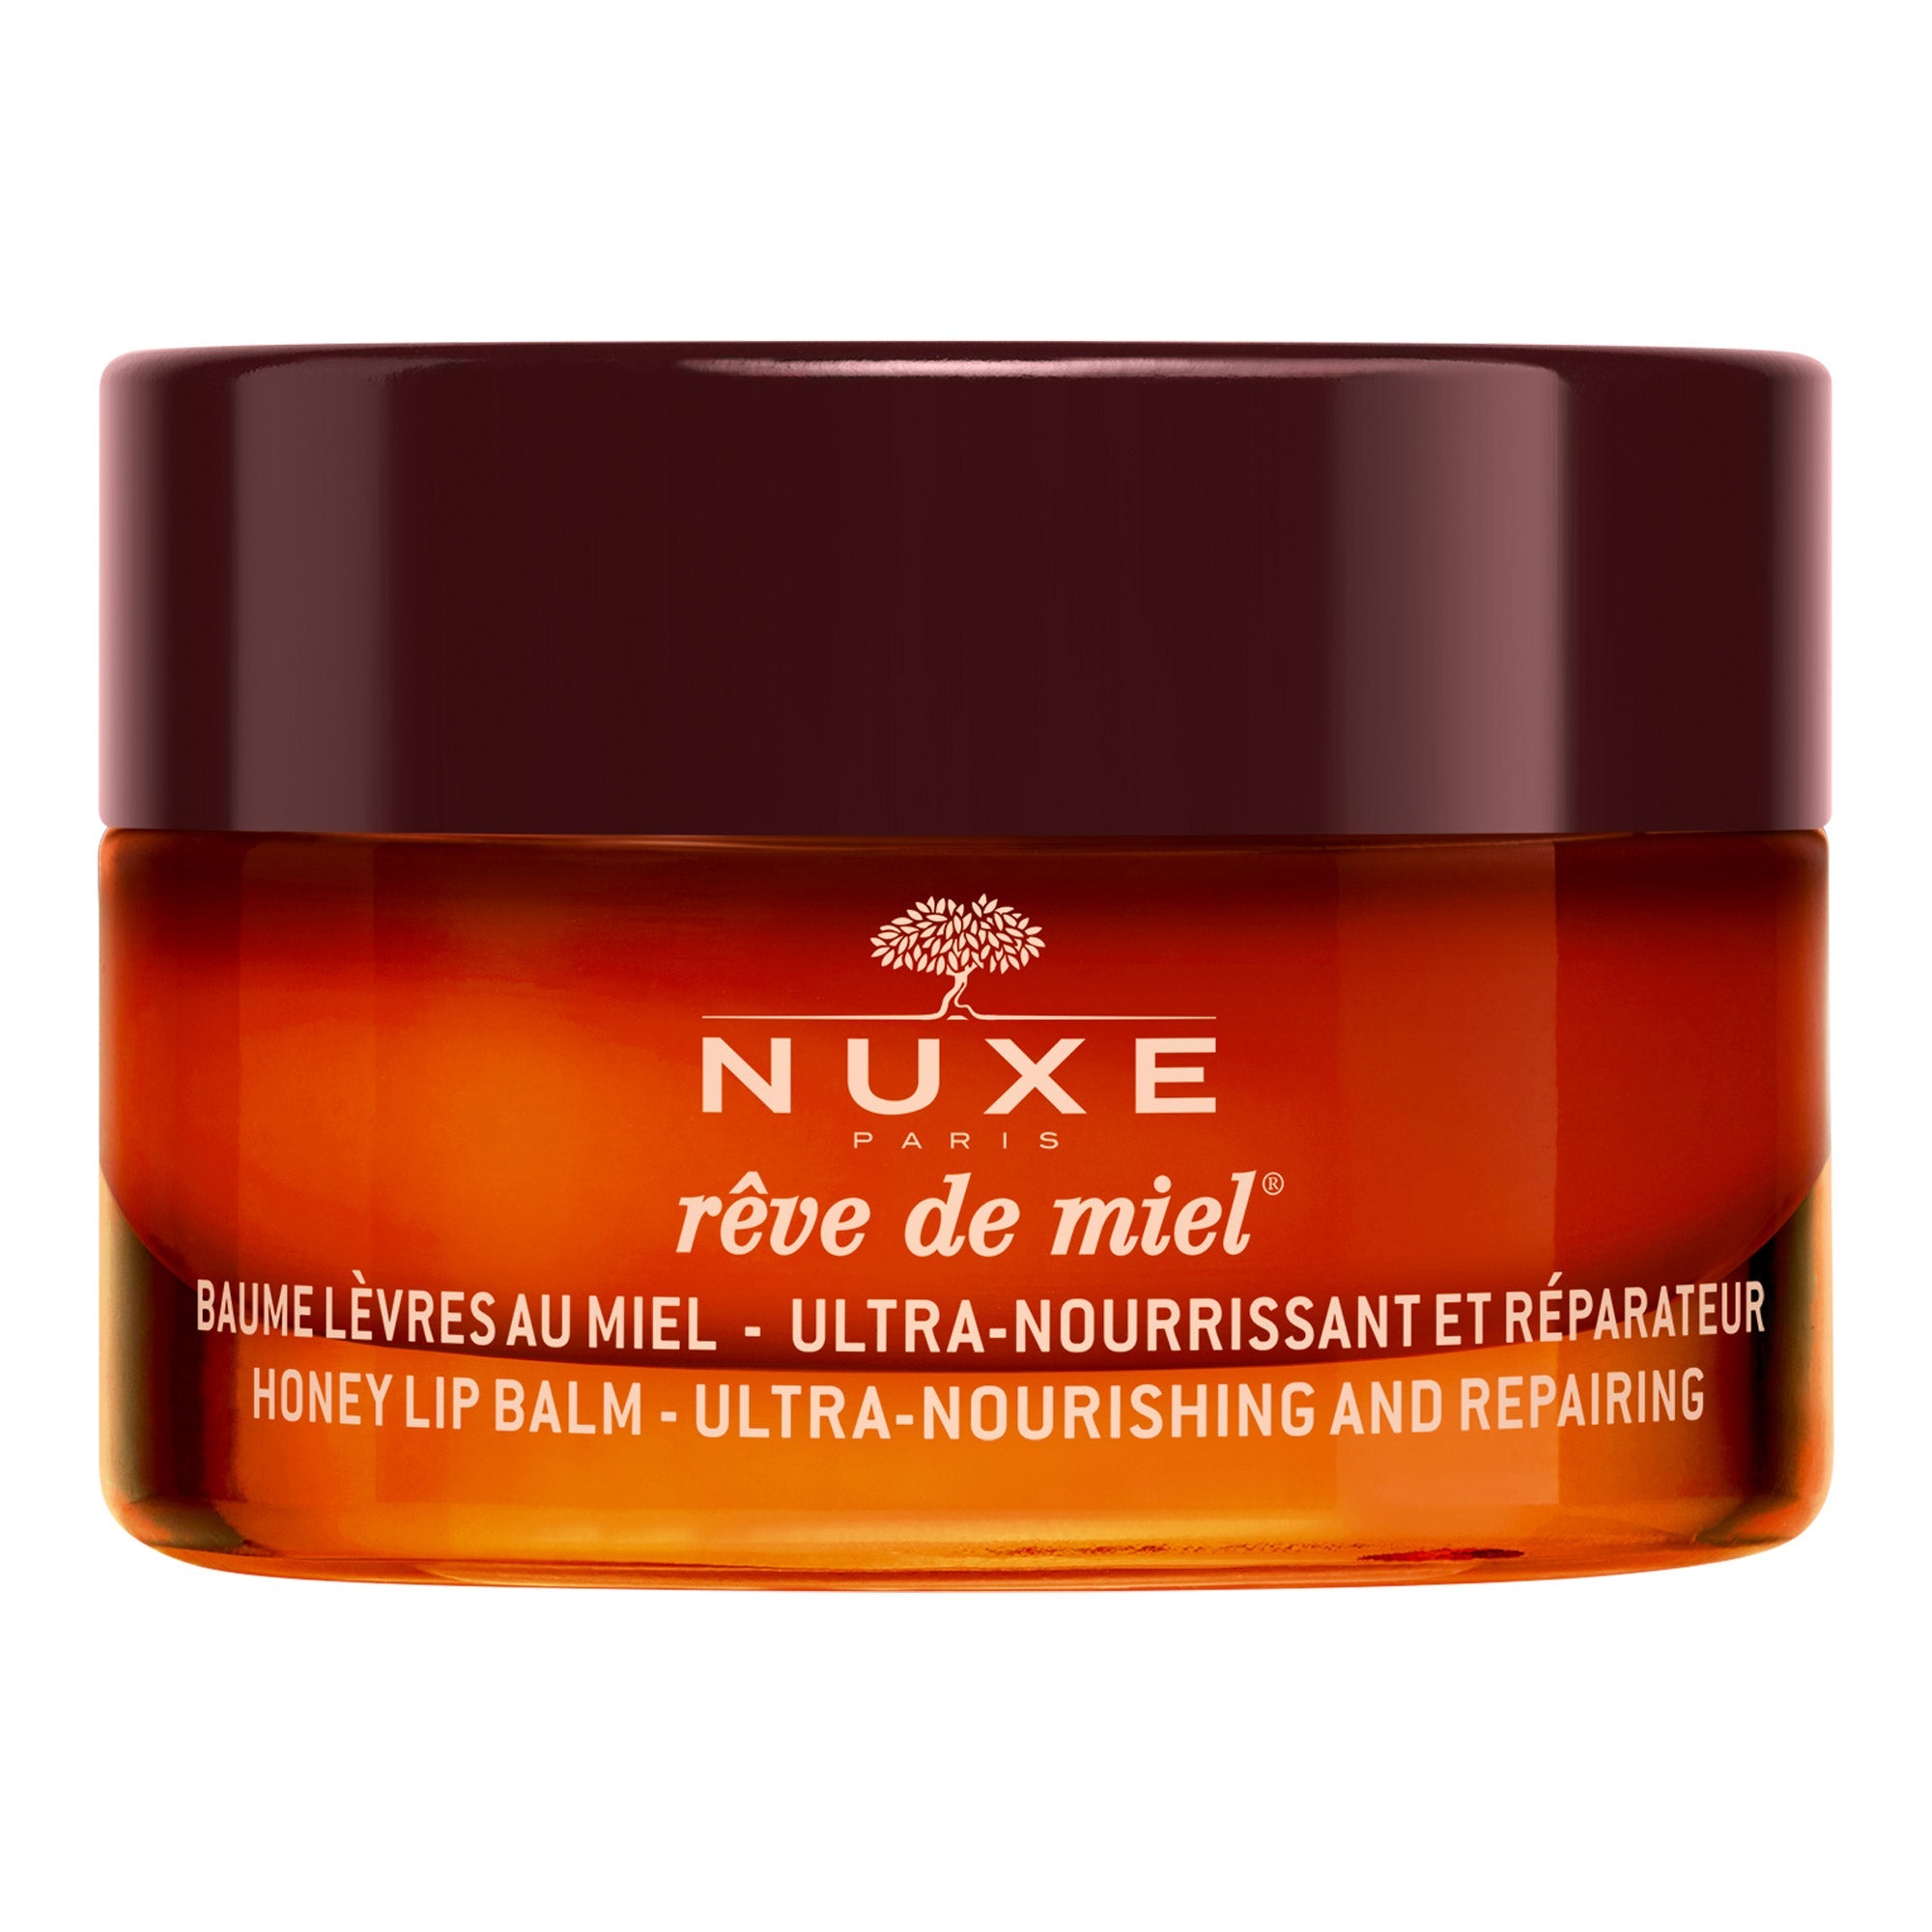 NUXE
PARIS
rêve de miel®
BAUME LÈVRES AU MIEL - ULTRA-NOURRISSANT ET RÉPARATEUR
HONEY LIP BALM - ULTRA-NOURISHING AND REPAIRING